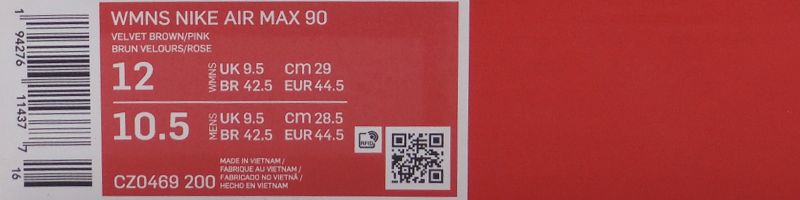 WMNS NIKE AIR MAX 90
VELVET BROWN/PINK
BRUN VELOURS/ROSE
12 WMNS UK 9.5 CM 29
BR 42.5 EUR 44.5
10.5 MENS UK 9.5 CM 28.5
BR 42.5 EUR 44.5
RFID
MADE IN VIETNAM /
FABRIQUE AU VIETNAM /
FABRICADO NO VIETNÃ /
HECHO EN VIETNAM
CZ0469 200
1 94276 11437 7 16